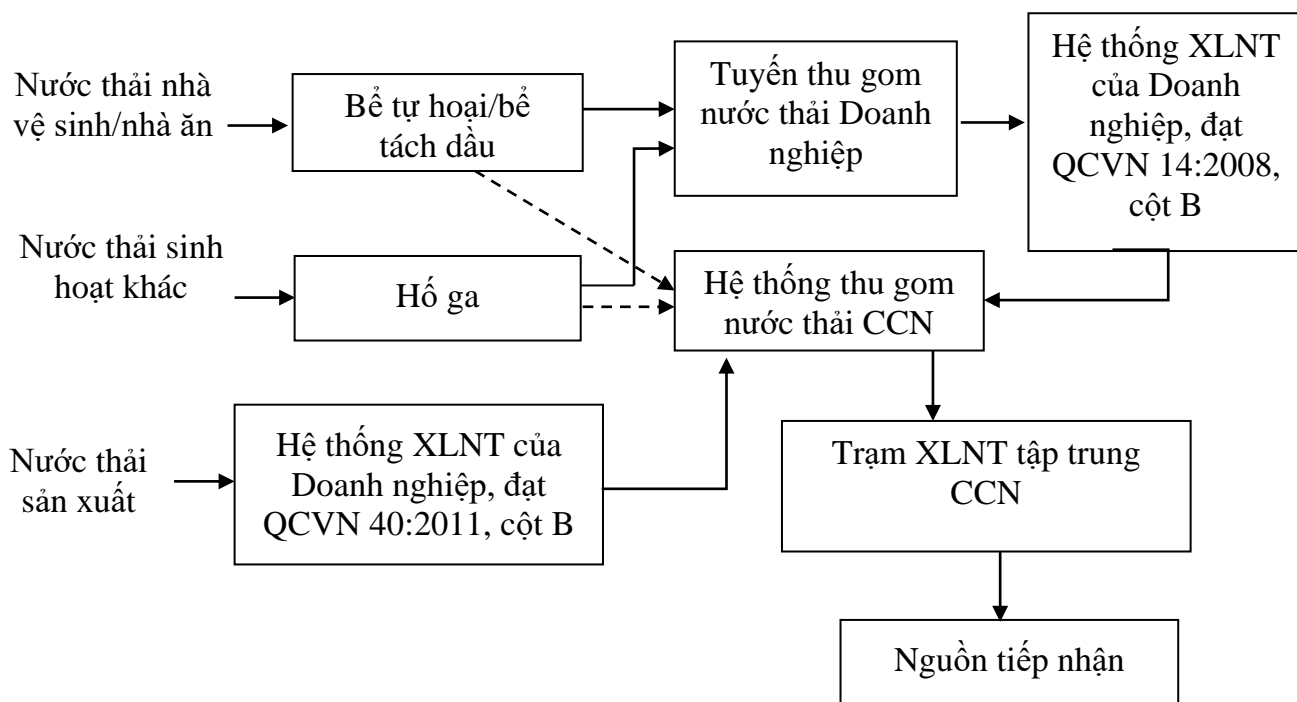 Nước thải nhà
vệ sinh/nhà ăn
Bể tự hoại/bể
tách dầu
Tuyến thu gom
nước thải Doanh
nghiệp
Hệ thống XLNT
của Doanh
nghiệp, đạt
QCVN 14:2008,
cột B
Nước thải sinh
hoạt khác
Hố ga
Hệ thống thu gom
nước thải CCN
Nước thải
sản xuất
Hệ thống XLNT của
Doanh nghiệp, đạt
QCVN 40:2011, cột B
Trạm XLNT tập trung
CCN
Nguồn tiếp nhận